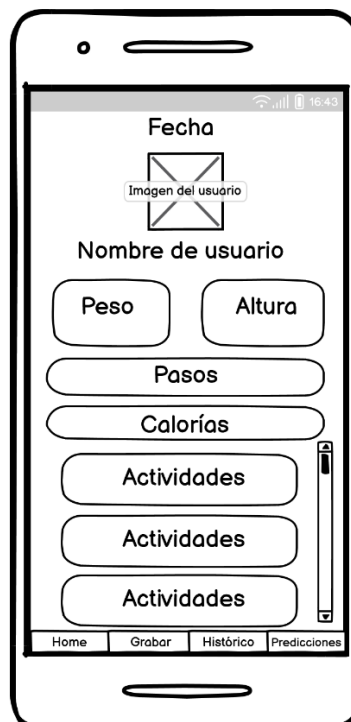 16:43
Fecha
Imagen del usuario
Nombre de usuario
Peso Altura
Pasos
Calorías
Actividades
Actividades
Actividades
Home Grabar Histórico Predicciones